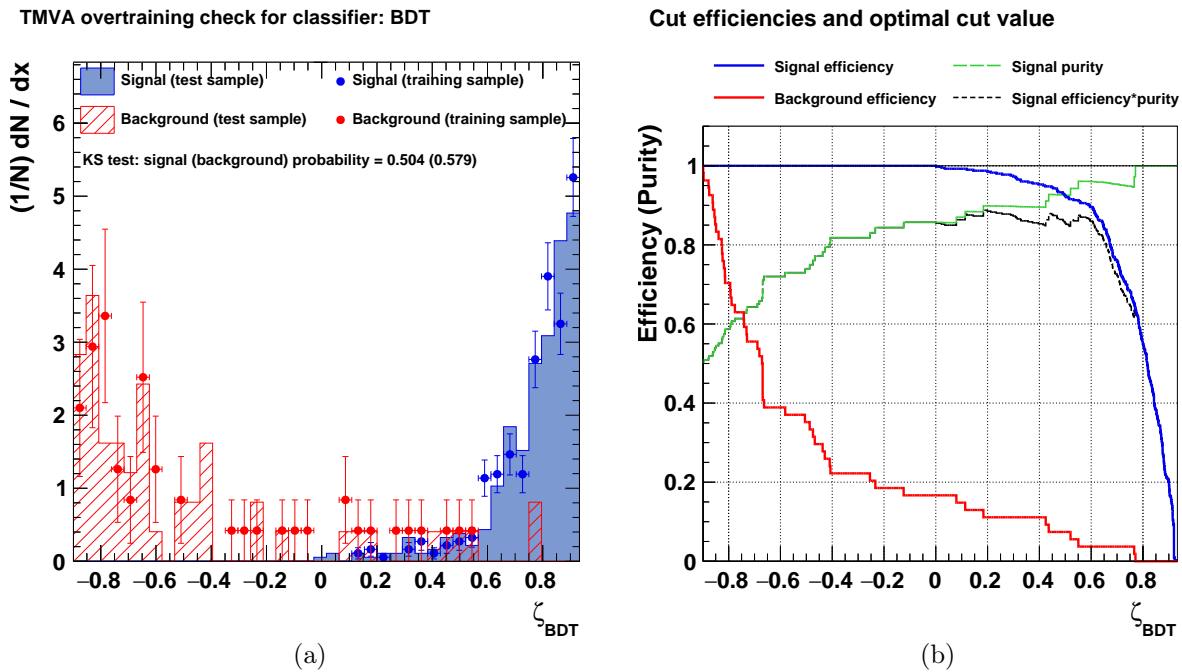 TMVA overtraining check for classifier: BDT
(1/N) dN / dx
Signal (test sample)
Signal (training sample)
Background (test sample)
Background (training sample)
KS test: signal (background) probability = 0.504 (0.579)
6
5
4
3
2
1
0
−0.8 −0.6 −0.4 −0.2 0 0.2 0.4 0.6 0.8
ζBDT
(a)
Cut efficiencies and optimal cut value
Signal efficiency
Signal purity
Background efficiency
Signal efficiency*purity
Efficiency (Purity)
1
0.8
0.6
0.4
0.2
0
−0.8 −0.6 −0.4 −0.2 0 0.2 0.4 0.6 0.8
ζBDT
(b)